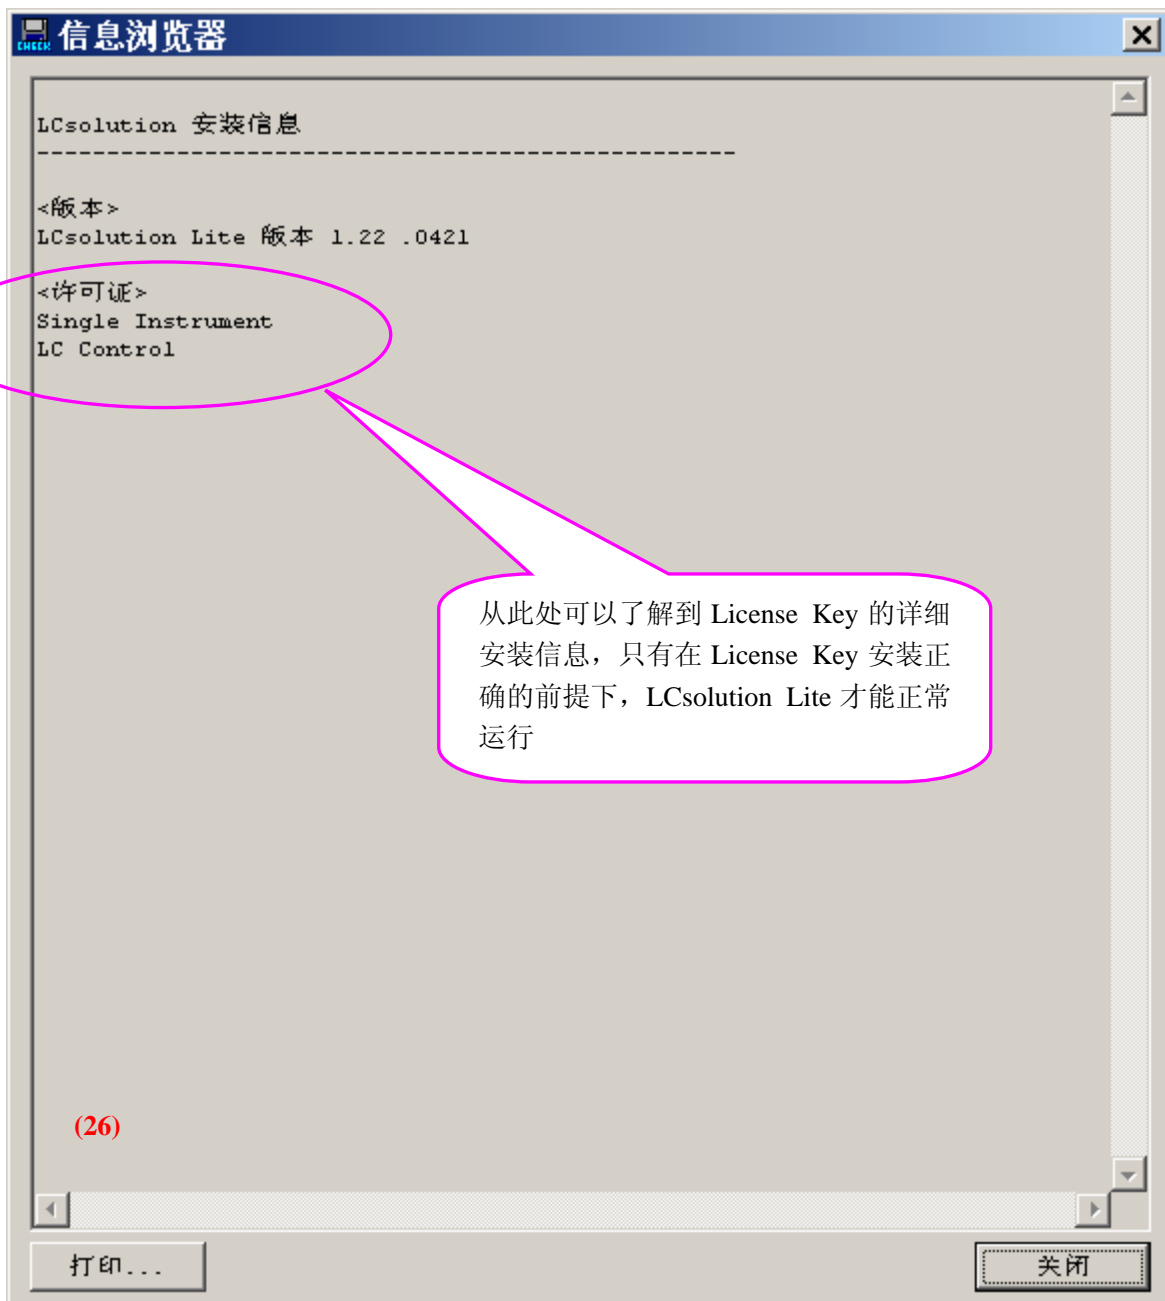 CHECK 信息浏览器
LCsolution 安装信息
--------------------------------------------------
<版本>
LCsolution Lite 版本 1.22 .0421
<许可证>
Single Instrument
LC Control
从此处可以了解到 License Key 的详细
安装信息，只有在 License Key 安装正
确的前提下，LCsolution Lite 才能正常
运行
(26)
打印...
关闭